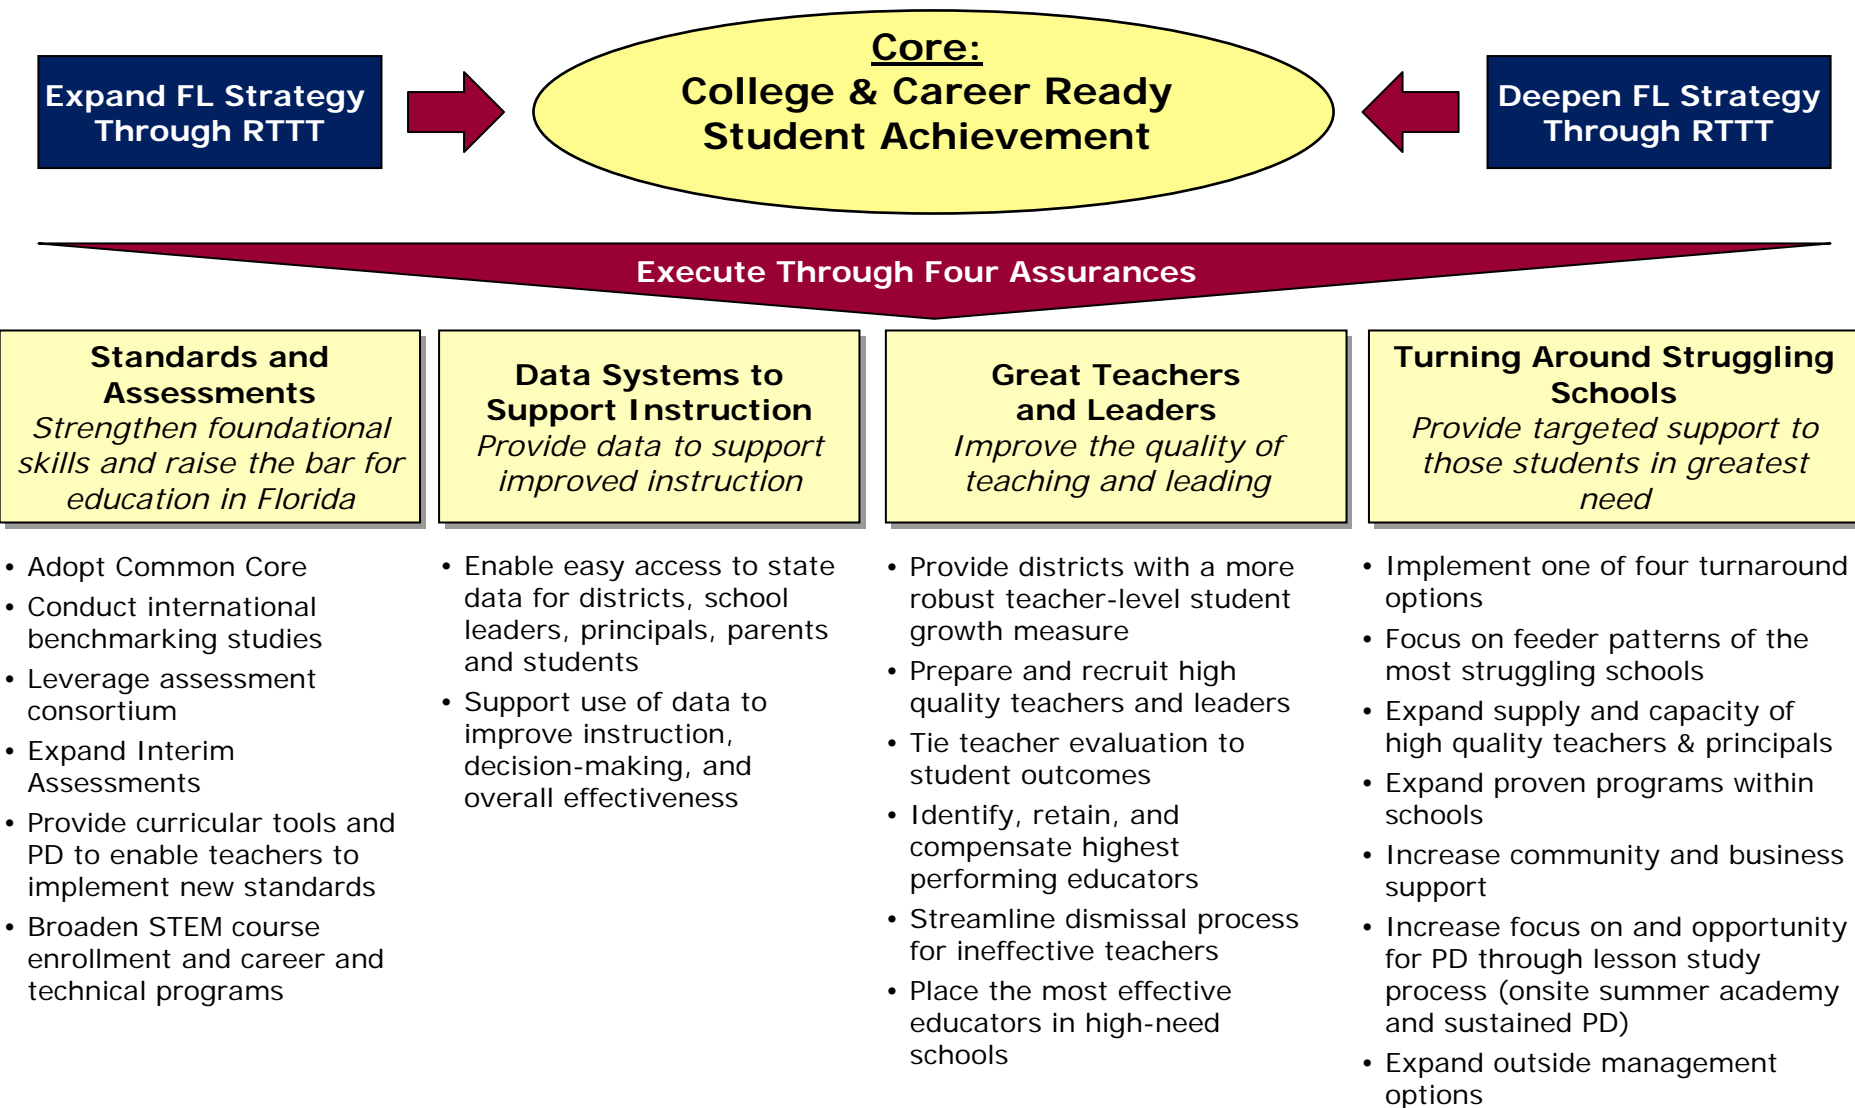 Expand FL Strategy
Through RTTT
Core:
College & Career Ready
Student Achievement
Deepen FL Strategy
Through RTTT
Execute Through Four Assurances
Standards and
Assessments
Strengthen foundational
skills and raise the bar for
education in Florida
• Adopt Common Core
• Conduct international
benchmarking studies
• Leverage assessment
consortium
• Expand Interim
Assessments
• Provide curricular tools and
PD to enable teachers to
implement new standards
• Broaden STEM course
enrollment and career and
technical programs
Data Systems to
Support Instruction
Provide data to support
improved instruction
• Enable easy access to state
data for districts, school
leaders, principals, parents
and students
• Support use of data to
improve instruction,
decision-making, and
overall effectiveness
Great Teachers
and Leaders
Improve the quality of
teaching and leading
• Provide districts with a more
robust teacher-level student
growth measure
• Prepare and recruit high
quality teachers and leaders
• Tie teacher evaluation to
student outcomes
• Identify, retain, and
compensate highest
performing educators
• Streamline dismissal process
for ineffective teachers
• Place the most effective
educators in high-need
schools
Turning Around Struggling
Schools
Provide targeted support to
those students in greatest
need
• Implement one of four turnaround
options
• Focus on feeder patterns of the
most struggling schools
• Expand supply and capacity of
high quality teachers & principals
• Expand proven programs within
schools
• Increase community and business
support
• Increase focus on and opportunity
for PD through lesson study
process (onsite summer academy
and sustained PD)
• Expand outside management
options